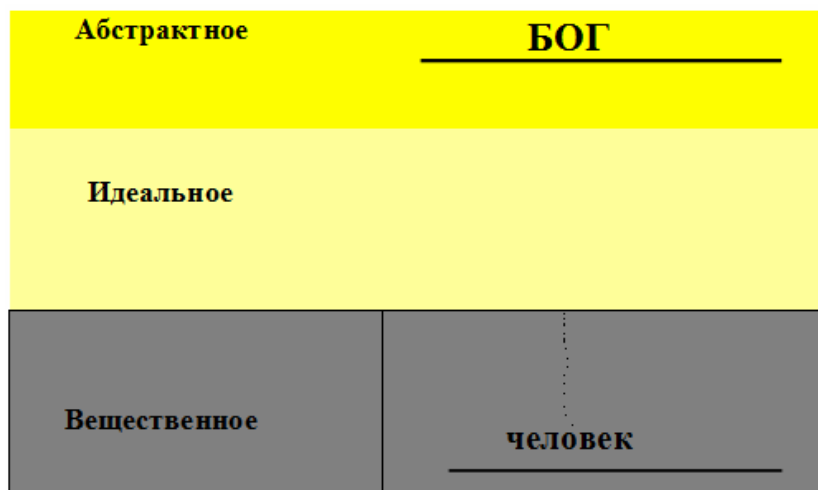 Абстрактное БОГ
Идеальное
Вещественное
человек